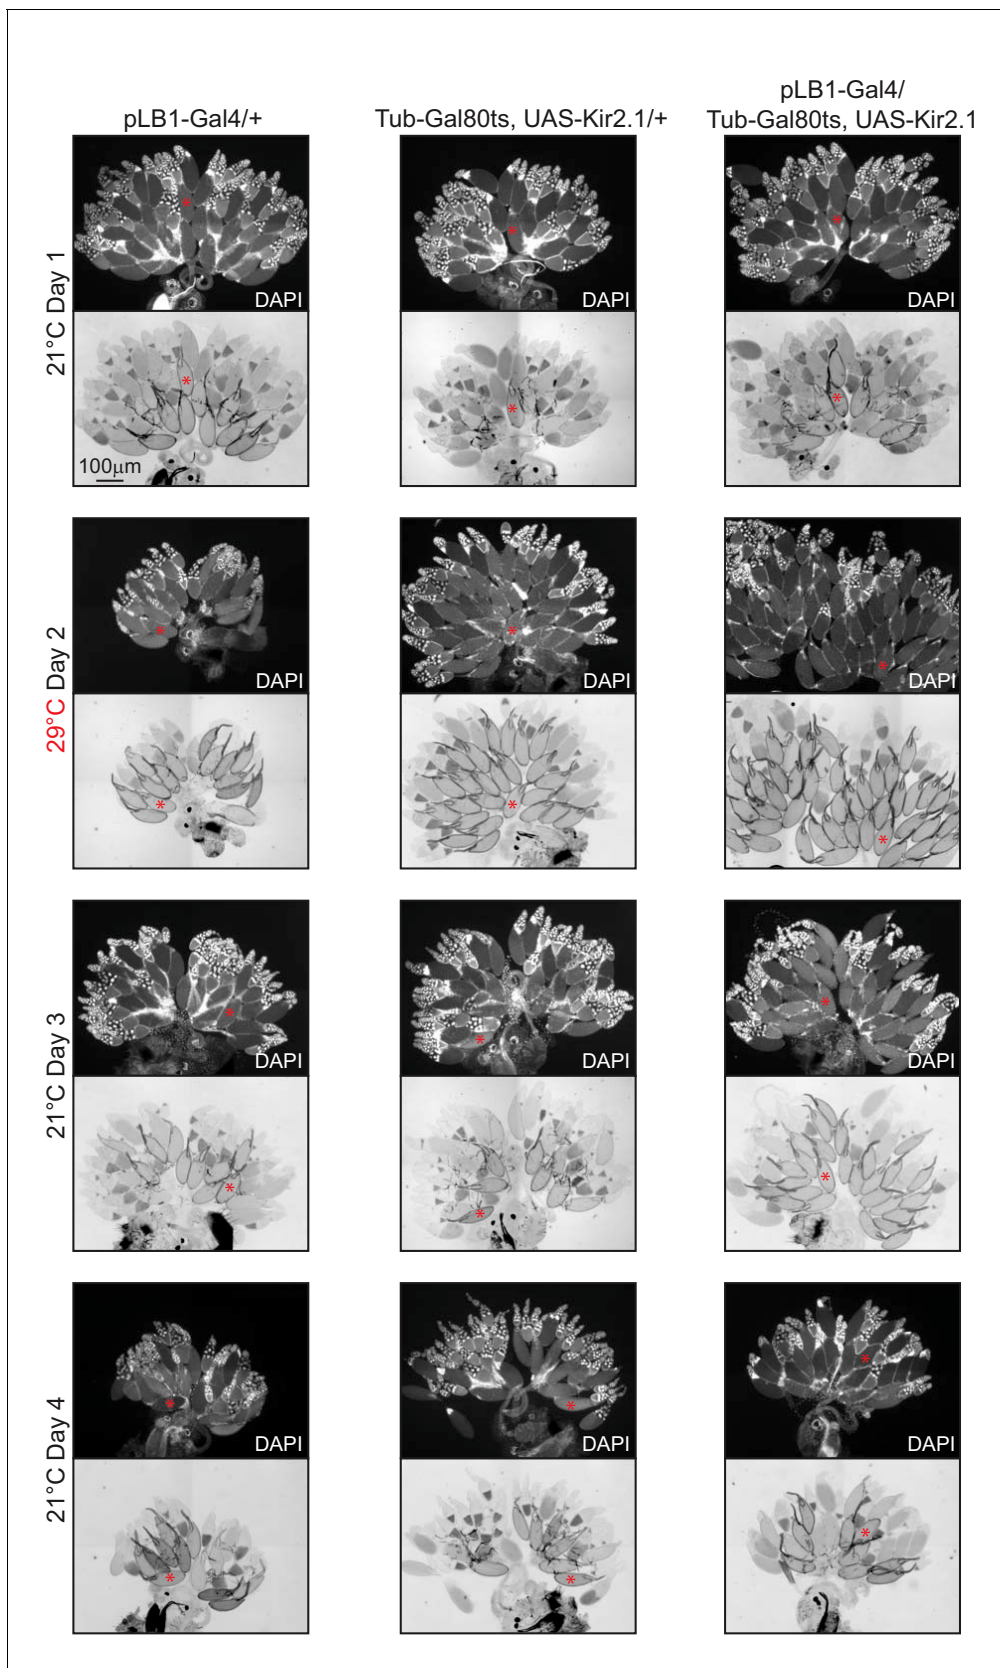 pLB1-Gal4/+
Tub-Gal80ts, UAS-Kir2.1/+
pLB1-Gal4/
Tub-Gal80ts, UAS-Kir2.1
21°C Day 1
DAPI
DAPI
DAPI
100μm
29°C Day 2
DAPI
DAPI
DAPI
21°C Day 3
DAPI
DAPI
DAPI
21°C Day 4
DAPI
DAPI
DAPI